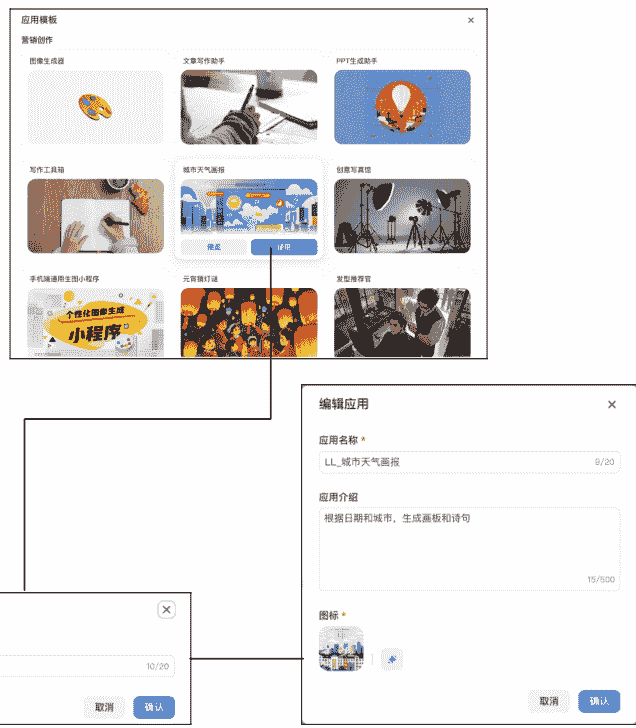 应用模板
营销创作
图像生成器
文章写作助手
PPT生成助手
写作工具箱
城市天气画报
创意写真馆
预览
使用
手机端通用生图小程序
元宵猜灯谜
发型推荐官
个性化图像生成
小程序
编辑应用
应用名称 *
LL_城市天气画报
9/20
应用介绍
根据日期和城市，生成画板和诗句
15/500
图标 *
取消
确认
10/20
取消
确认